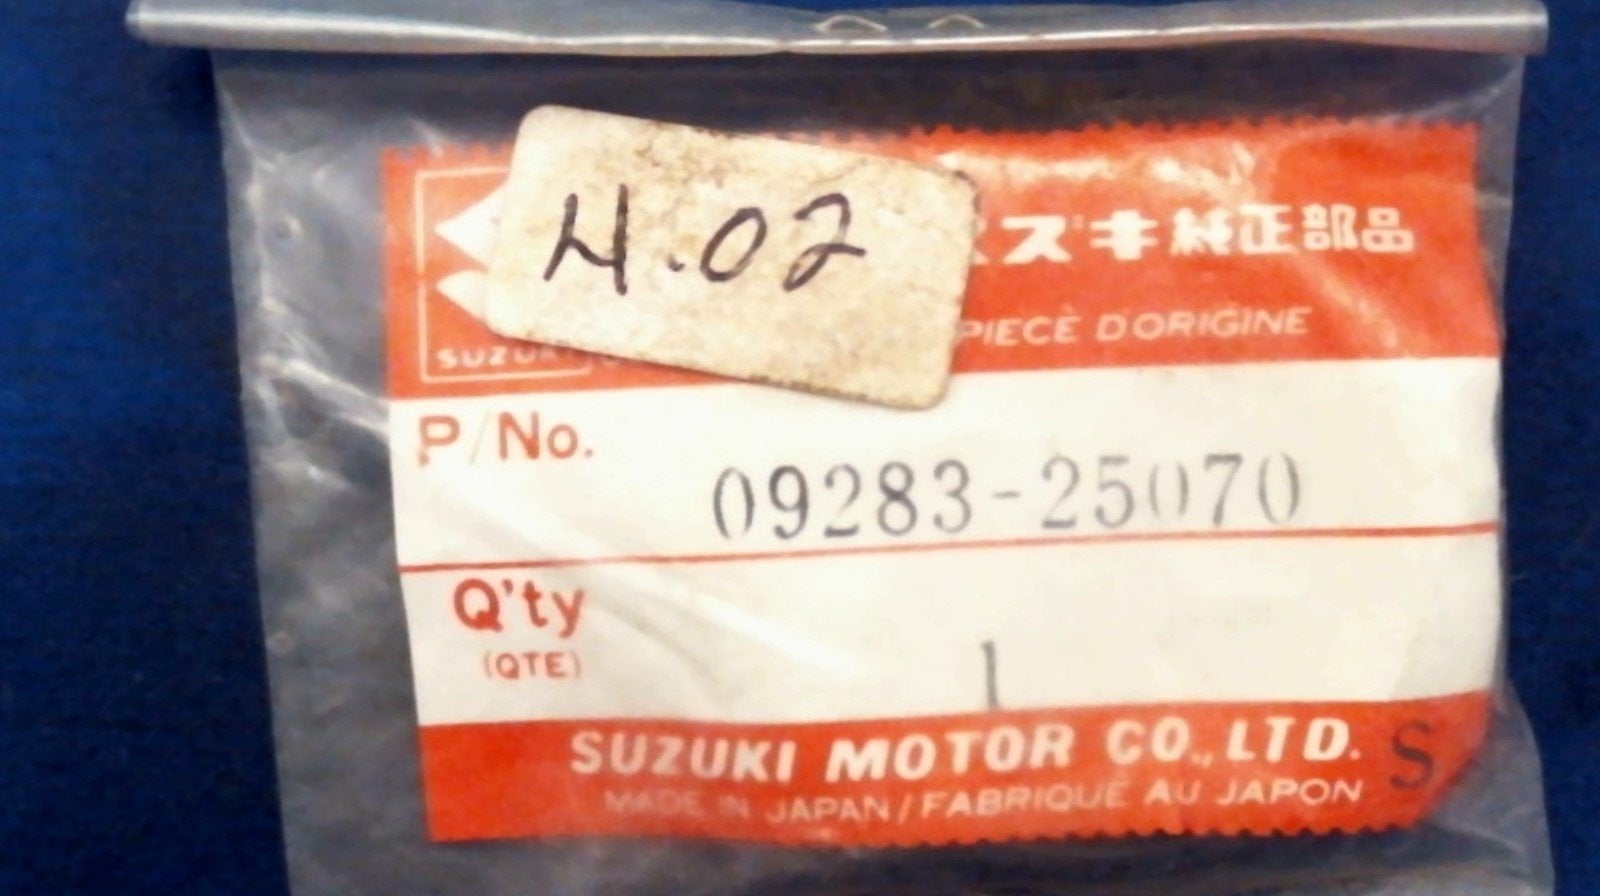 H.02
スズキ純正部品
PIECE D'ORIGINE
SUZUKI
P/No.
09283-25070
Q'ty
(QTE)
1
SUZUKI MOTOR CO., LTD. S
MADE IN JAPAN/FABRIQUE AU JAPON